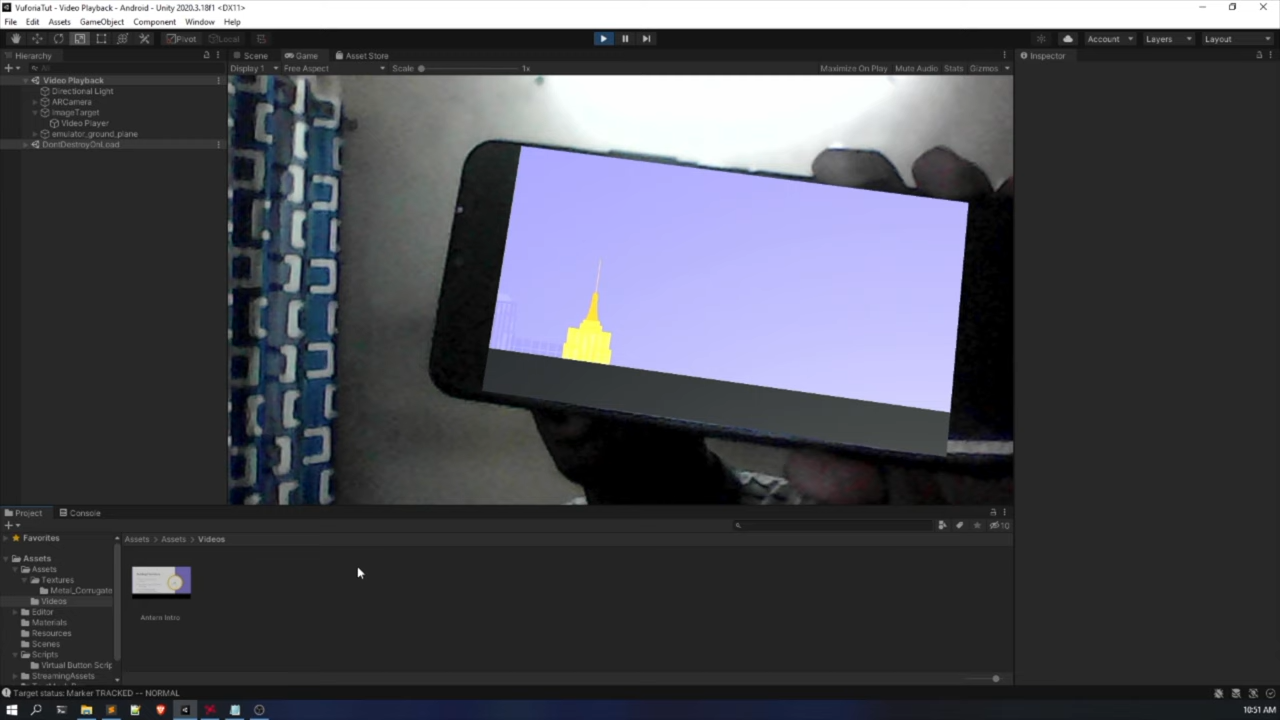 VuforiaTut - Video Playback - Android - Unity 2020.3.18f1 <DX11>
File Edit Assets GameObject Component Window Help
Pivot Local Account Layers Layout
Hierarchy Scene Game Asset Store Inspector
Display 1 Free Aspect Scale 1x Maximize On Play Mute Audio Stats Gizmos
All
Video Playback
Directional Light
ARCamera
ImageTarget
Video Player
emulator_ground_plane
DontDestroyOnLoad
Project Console
10
Favorites
Assets > Assets > Videos
Assets
Assets
Textures
Metal_Corrugate
Videos
Editor
Materials
Resources
Scenes
Scripts
Virtual Button Scrip
StreamingAssets
Antarn Intro
Target status: Marker TRACKED -- NORMAL
10:51 AM